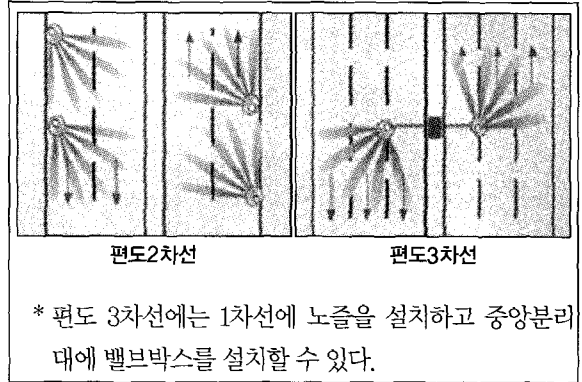 편도2차선
편도3차선
* 편도 3차선에는 1차선에 노즐을 설치하고 중앙분리
대에 밸브박스를 설치할 수 있다.